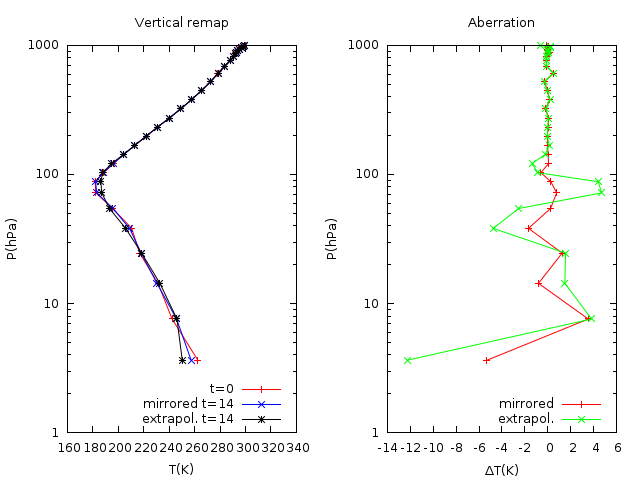 Vertical remap
1000
100
10
1
P(hPa)
t=0
mirrored t=14
extrapol. t=14
160 180 200 220 240 260 280 300 320 340
T(K)
Aberration
1000
100
10
1
P(hPa)
mirrored
extrapol.
-14 -12 -10 -8 -6 -4 -2 0 2 4 6
ΔT(K)